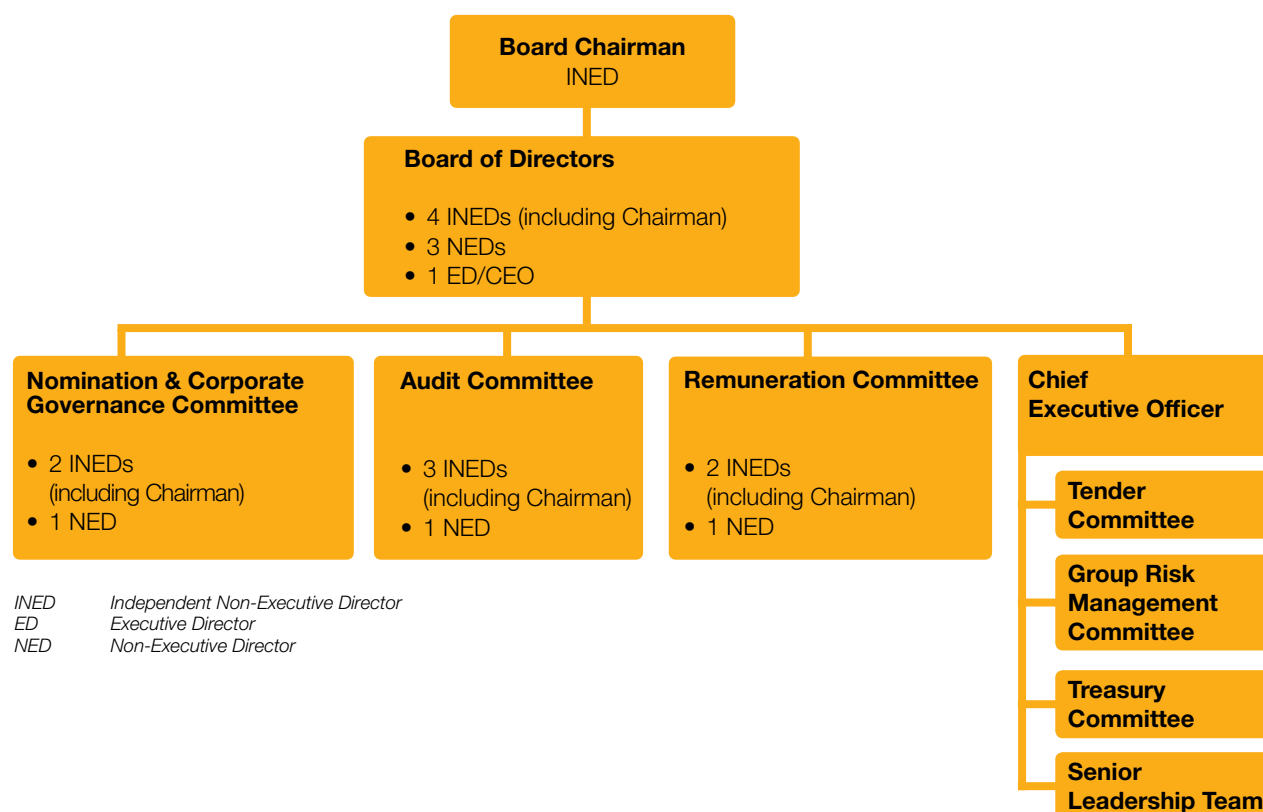 Board Chairman
INED
Board of Directors
• 4 INEDs (including Chairman)
• 3 NEDs
• 1 ED/CEO
Nomination & Corporate
Governance Committee
• 2 INEDs
(including Chairman)
• 1 NED
Audit Committee
• 3 INEDs
(including Chairman)
• 1 NED
Remuneration Committee
• 2 INEDs
(including Chairman)
• 1 NED
Chief
Executive Officer
Tender
Committee
Group Risk
Management
Committee
Treasury
Committee
Senior
Leadership Team
INED Independent Non-Executive Director
ED Executive Director
NED Non-Executive Director